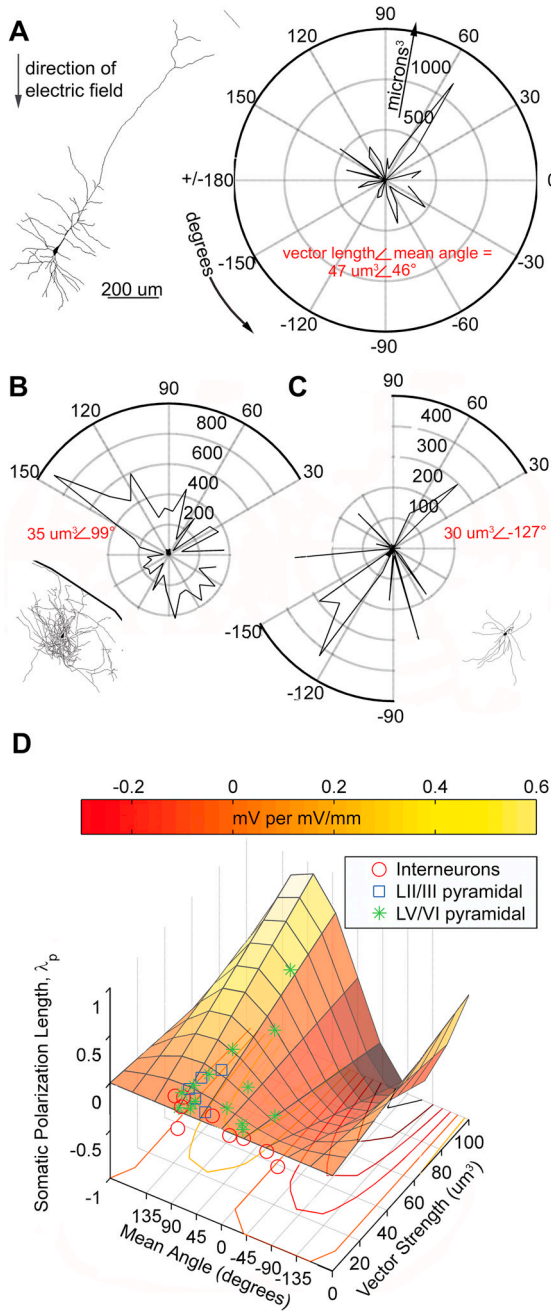 A
direction of
electric field
200 um
90
120
60
150
30
+/-180
0
-150
-30
-120
-60
-90
microns³
1000
500
degrees
vector length∠ mean angle =
47 um³∠46°
B
90
120
60
150
30
800
600
400
200
35 um³∠99°
C
90
60
30
400
300
200
100
30 um³∠-127°
-150
-120
-90
D
-0.2
0
0.2
0.4
0.6
mV per mV/mm
Interneurons
LII/III pyramidal
LV/VI pyramidal
Somatic Polarization Length, λp
1
0.5
0
-0.5
-1
135
90
45
0
-45
-90
-135
Mean Angle (degrees)
0
20
40
60
80
100
Vector Strength (um³)